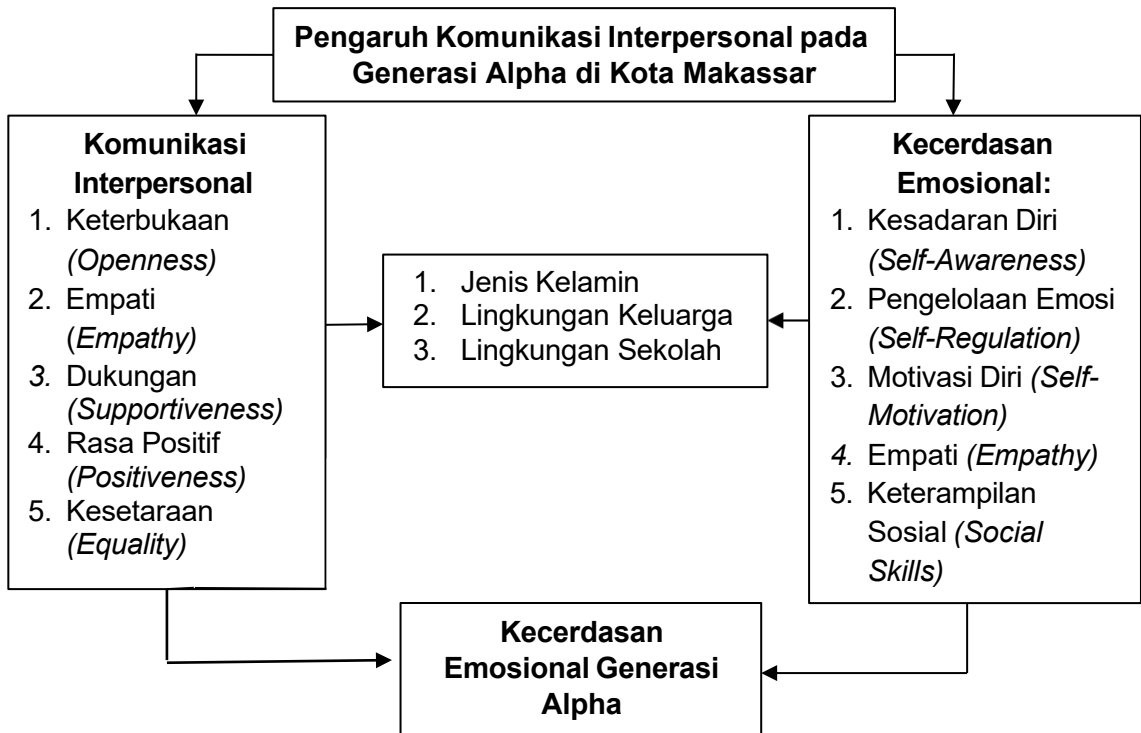 Pengaruh Komunikasi Interpersonal pada
Generasi Alpha di Kota Makassar
Komunikasi
Interpersonal
1. Keterbukaan
(Openness)
2. Empati
(Empathy)
3. Dukungan
(Supportiveness)
4. Rasa Positif
(Positiveness)
5. Kesetaraan
(Equality)
1. Jenis Kelamin
2. Lingkungan Keluarga
3. Lingkungan Sekolah
Kecerdasan
Emosional:
1. Kesadaran Diri
(Self-Awareness)
2. Pengelolaan Emosi
(Self-Regulation)
3. Motivasi Diri (Self-
Motivation)
4. Empati (Empathy)
5. Keterampilan
Sosial (Social
Skills)
Kecerdasan
Emosional Generasi
Alpha